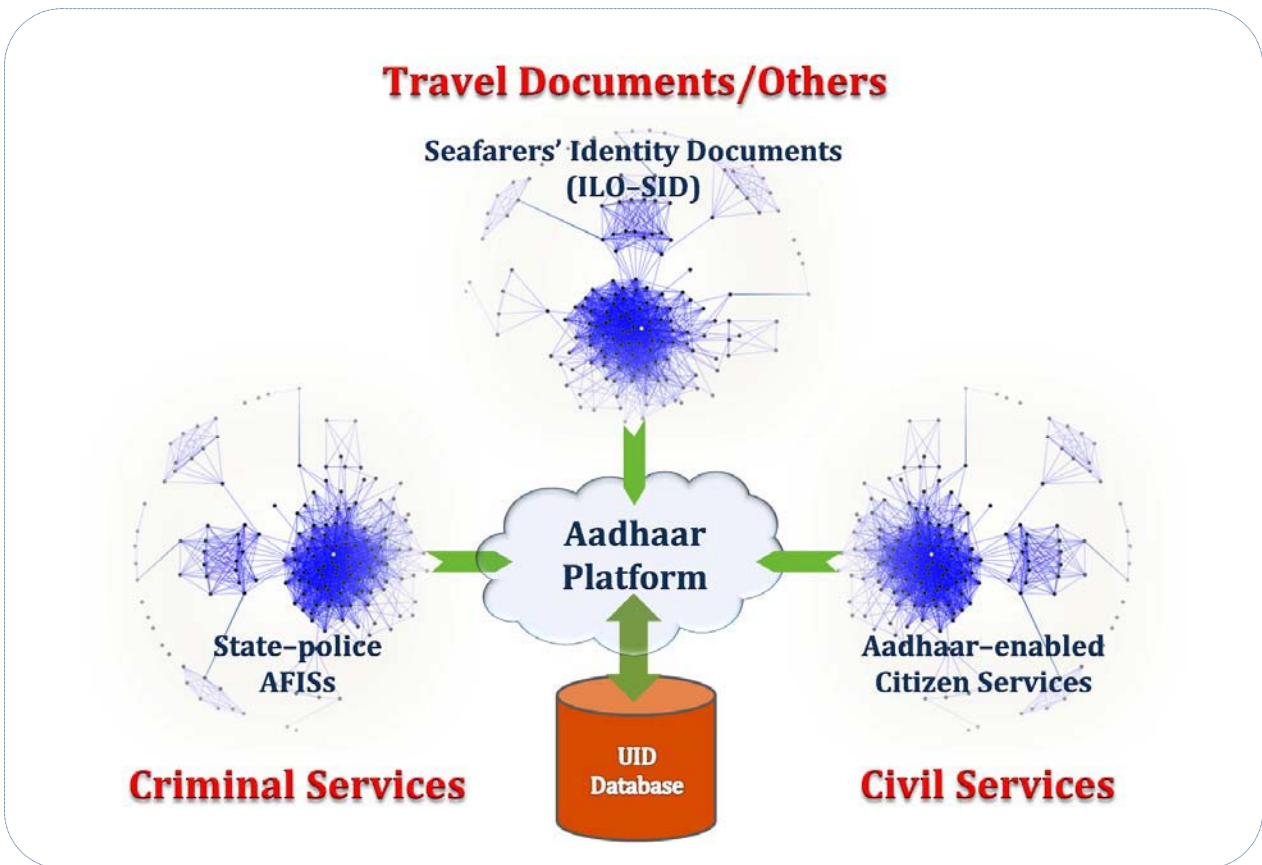 Travel Documents/Others
Seafarers’ Identity Documents
(ILO–SID)
Aadhaar
Platform
State–police
AFISs
Aadhaar–enabled
Citizen Services
UID
Database
Criminal Services
Civil Services